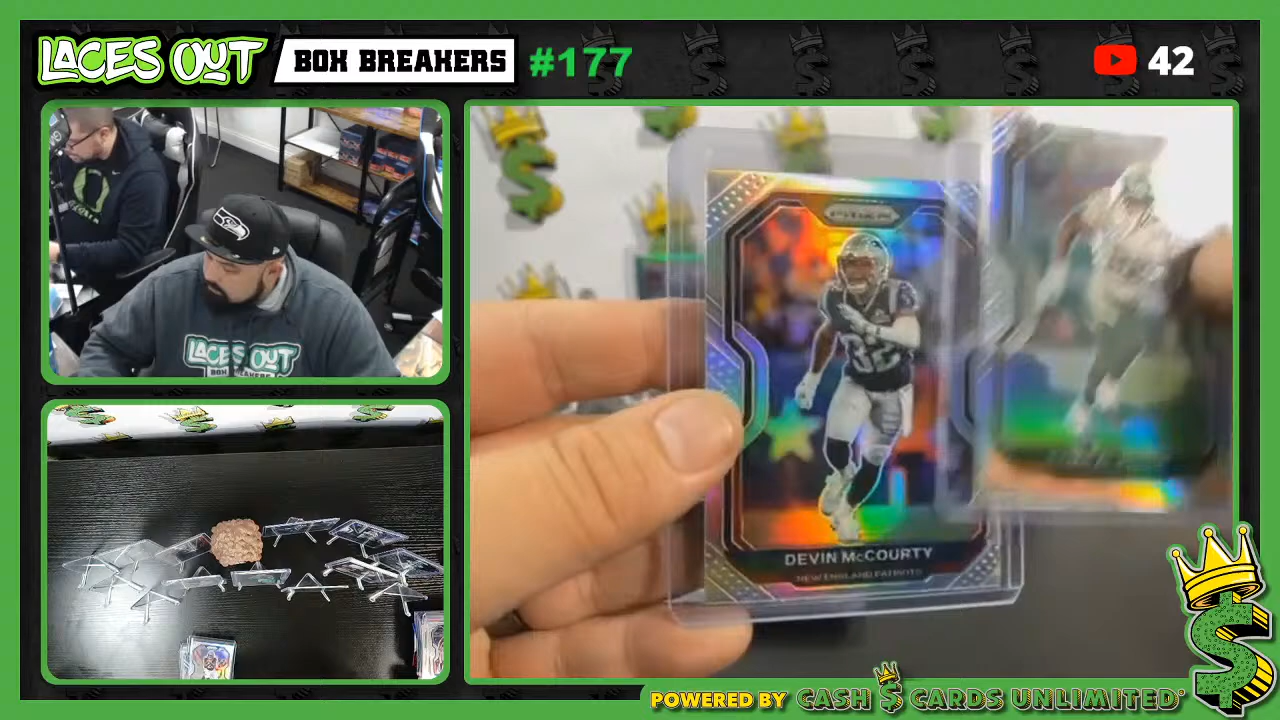 LACES OUT BOX BREAKERS #177
42
LACES OUT
BOX BREAKERS
PRIZM
32
DEVIN McCOURTY
NEW ENGLAND PATRIOTS
POWERED BY CASH $ CARDS UNLIMITED